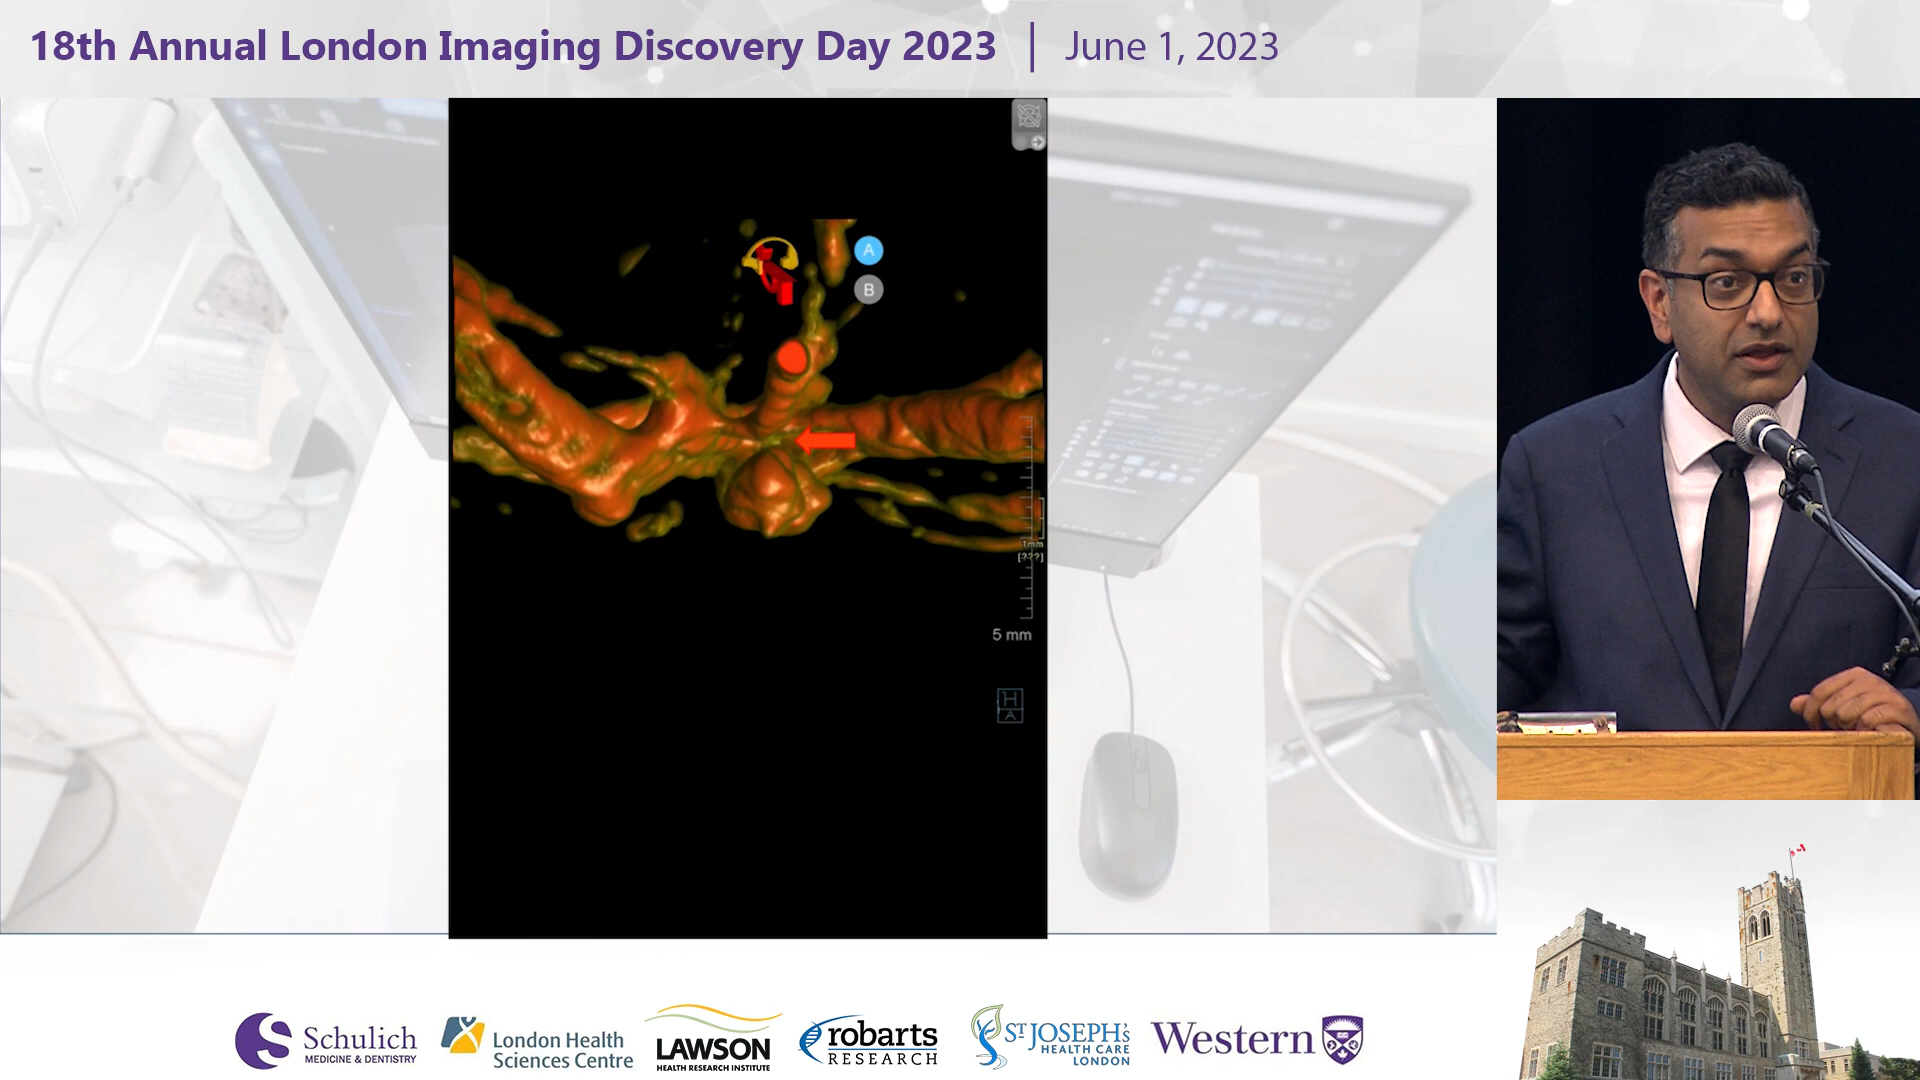 18th Annual London Imaging Discovery Day 2023 | June 1, 2023
A
B
1mm
[???]
5 mm
H
A
Schulich
MEDICINE & DENTISTRY
London Health
Sciences Centre
LAWSON
HEALTH RESEARCH INSTITUTE
robarts
RESEARCH
ST JOSEPH'S
HEALTH CARE
LONDON
Western